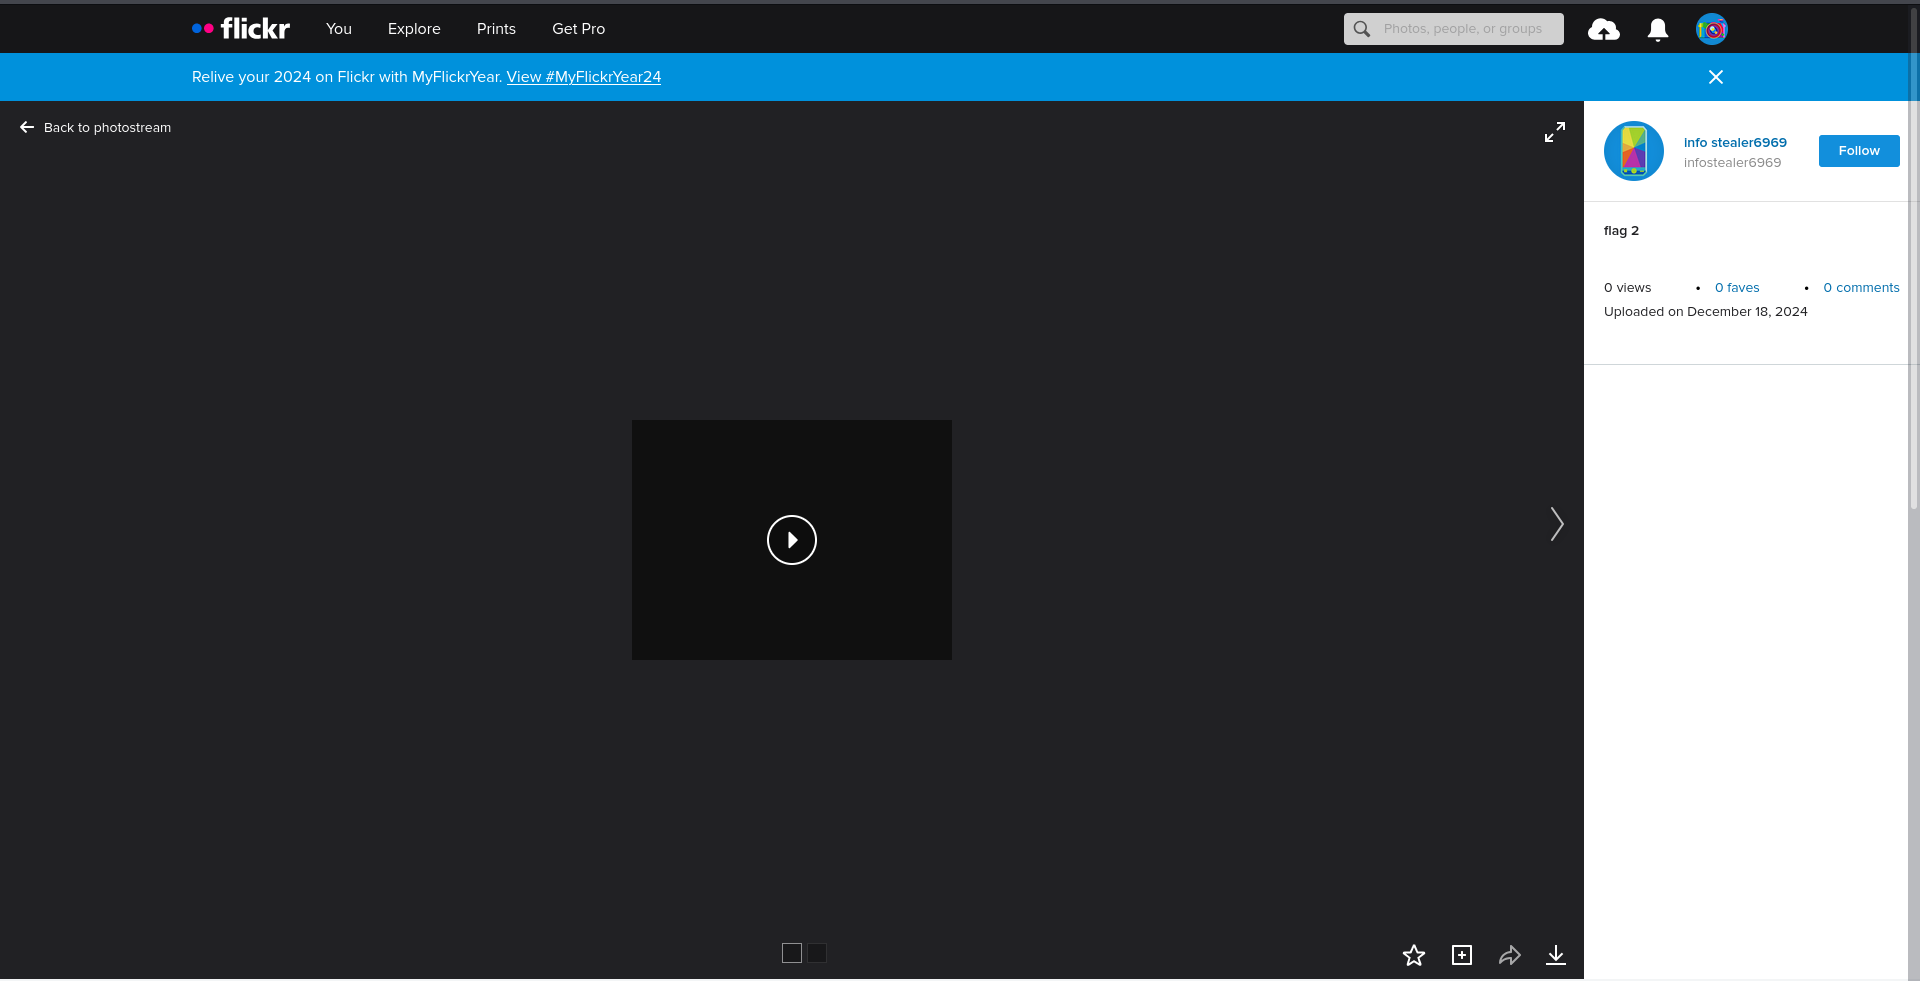 flickr You Explore Prints Get Pro Photos, people, or groups
Relive your 2024 on Flickr with MyFlickrYear. View #MyFlickrYear24
Back to photostream
info stealer6969
infostealer6969
Follow
flag 2
0 views • 0 faves • 0 comments
Uploaded on December 18, 2024